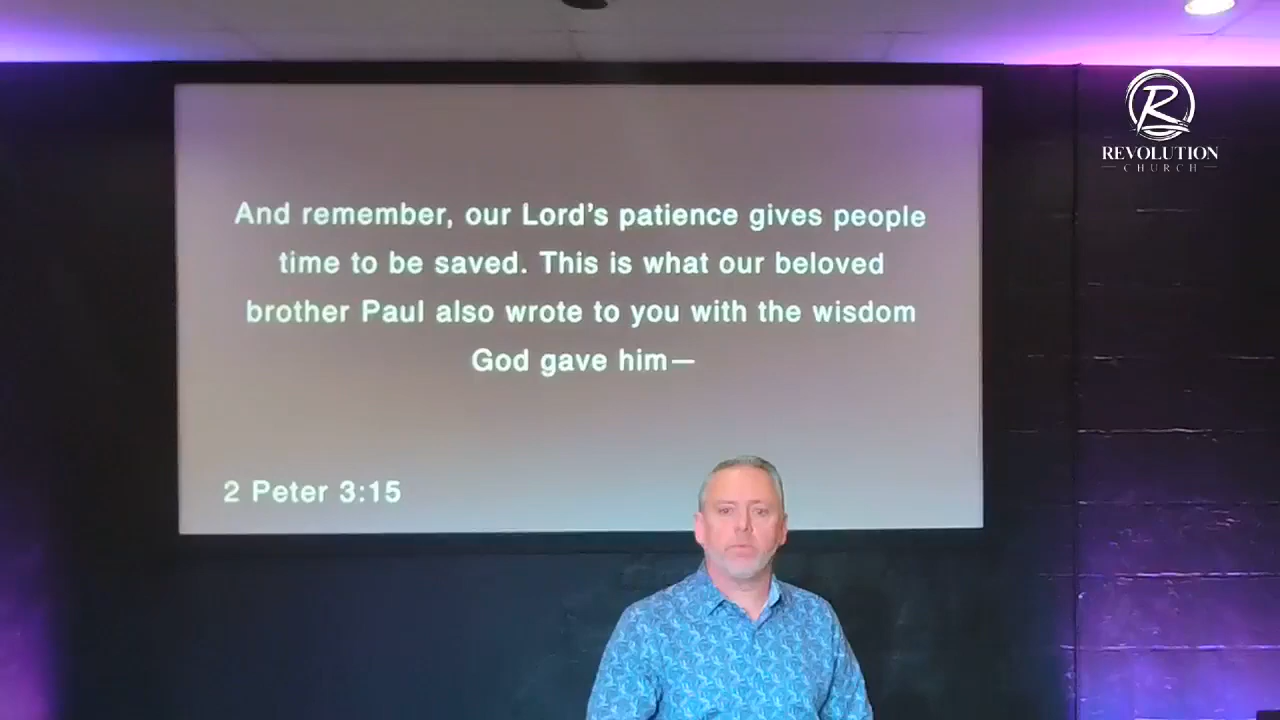 And remember, our Lord's patience gives people
time to be saved. This is what our beloved
brother Paul also wrote to you with the wisdom
God gave him—
2 Peter 3:15
R
REVOLUTION
CHURCH